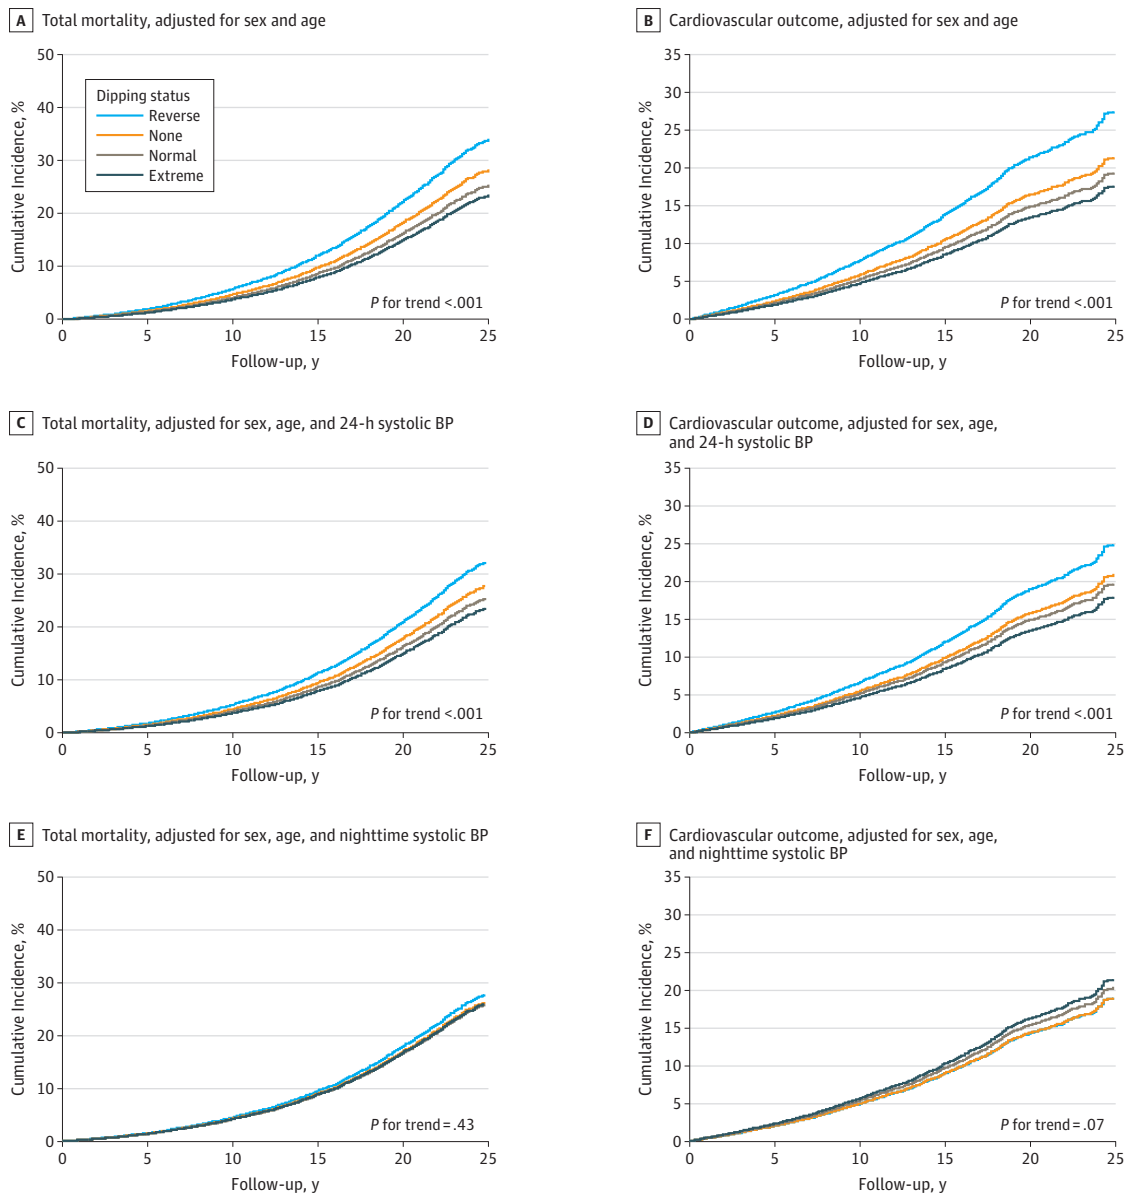 A Total mortality, adjusted for sex and age
50
40
30
20
10
0
Cumulative Incidence, %
Dipping status
Reverse
None
Normal
Extreme
P for trend <.001
0 5 10 15 20 25
Follow-up, y
B Cardiovascular outcome, adjusted for sex and age
35
30
25
20
15
10
5
0
Cumulative Incidence, %
P for trend <.001
0 5 10 15 20 25
Follow-up, y
C Total mortality, adjusted for sex, age, and 24-h systolic BP
50
40
30
20
10
0
Cumulative Incidence, %
P for trend <.001
0 5 10 15 20 25
Follow-up, y
D Cardiovascular outcome, adjusted for sex, age,
and 24-h systolic BP
35
30
25
20
15
10
5
0
Cumulative Incidence, %
P for trend <.001
0 5 10 15 20 25
Follow-up, y
E Total mortality, adjusted for sex, age, and nighttime systolic BP
50
40
30
20
10
0
Cumulative Incidence, %
P for trend = .43
0 5 10 15 20 25
Follow-up, y
F Cardiovascular outcome, adjusted for sex, age,
and nighttime systolic BP
35
30
25
20
15
10
5
0
Cumulative Incidence, %
P for trend = .07
0 5 10 15 20 25
Follow-up, y